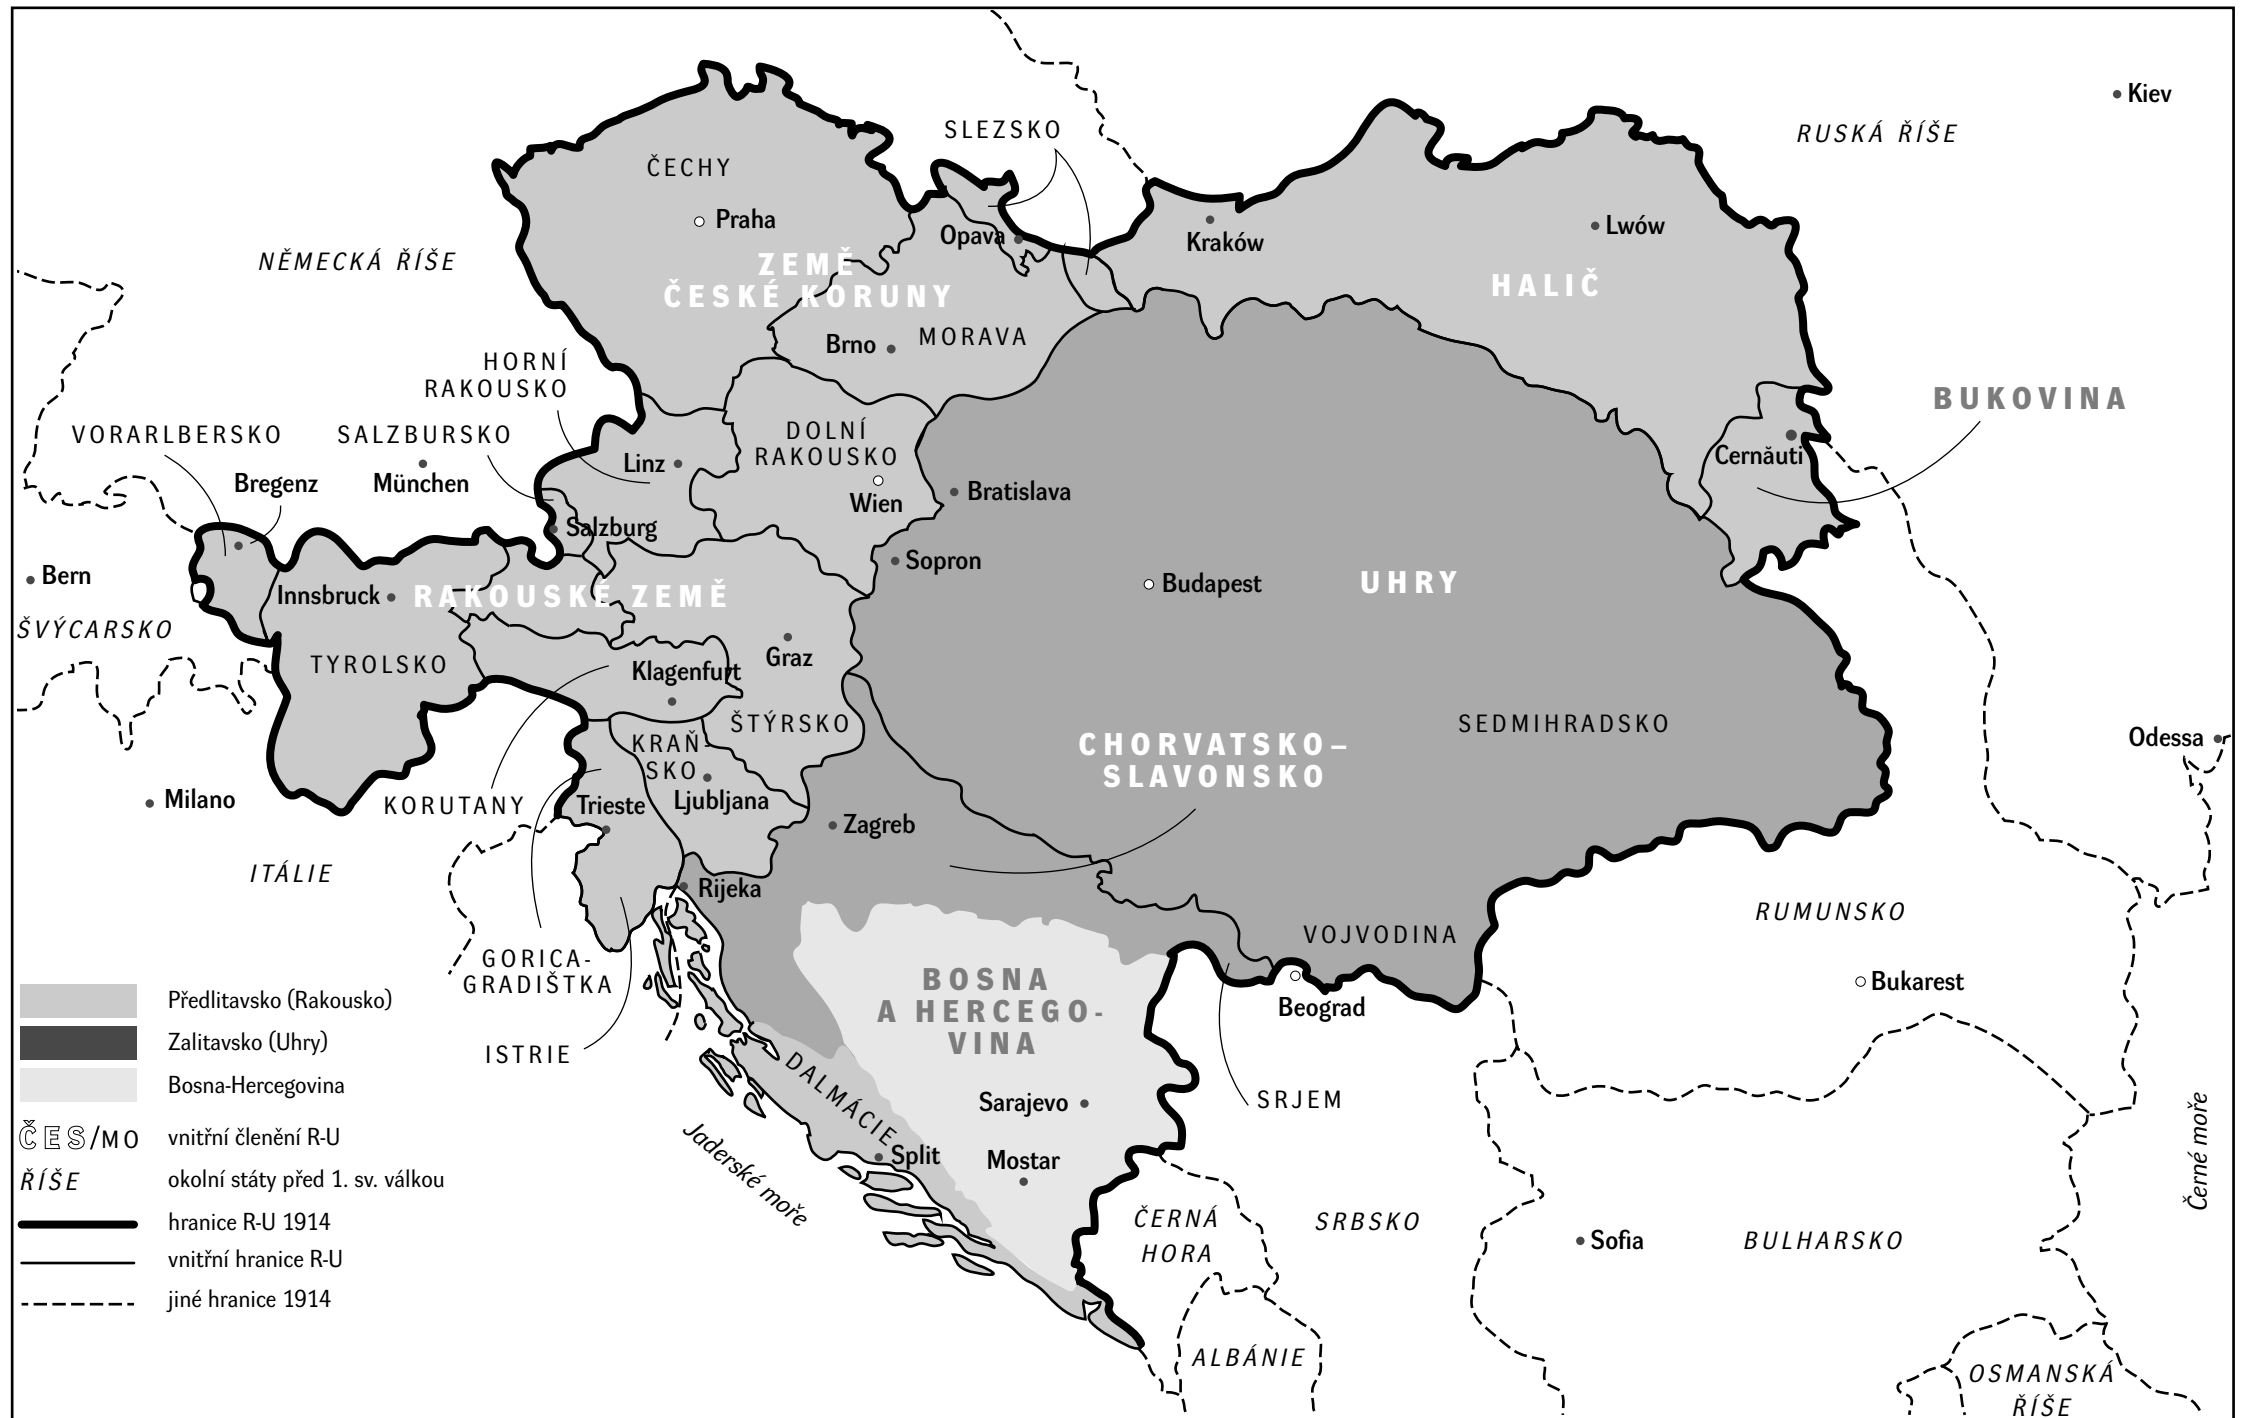 Kiev
RUSKÁ ŘÍŠE
SLEZSKO
ČECHY
Praha
Opava
Kraków
Lwów
NĚMECKÁ ŘÍŠE
ZEMĚ
ČESKÉ KORUNY
HALIČ
Brno
MORAVA
HORNÍ
RAKOUSKO
BUKOVINA
VORARLBERSKO
SALZBURSKO
DOLNÍ
RAKOUSKO
Linz
Cernăuti
Bregenz
München
Wien
Bratislava
Salzburg
Sopron
Bern
Innsbruck
RAKOUSKÉ ZEMĚ
Budapest
UHRY
ŠVÝCARSKO
TYROLSKO
Graz
Klagenfurt
ŠTÝRSKO
SEDMIHRADSKO
KRAŇ-
SKO
CHORVATSKO–
SLAVONSKO
Odessa
Milano
KORUTANY
Trieste
Ljubljana
Zagreb
ITÁLIE
Rijeka
RUMUNSKO
VOJVODINA
GORICA-
GRADIŠTKA
BOSNA
A HERCEGO-
VINA
Bukarest
Beograd
ISTRIE
DALMÁCIE
Sarajevo
SRJEM
Jaderské moře
Split
Mostar
Černé moře
ČERNÁ
HORA
SRBSKO
Sofia
BULHARSKO
ALBÁNIE
OSMANSKÁ
ŘÍŠE
Předlitavsko (Rakousko)
Zalitavsko (Uhry)
Bosna-Hercegovina
ČES/MO vnitřní členění R-U
ŘÍŠE okolní státy před 1. sv. válkou
hranice R-U 1914
vnitřní hranice R-U
jiné hranice 1914